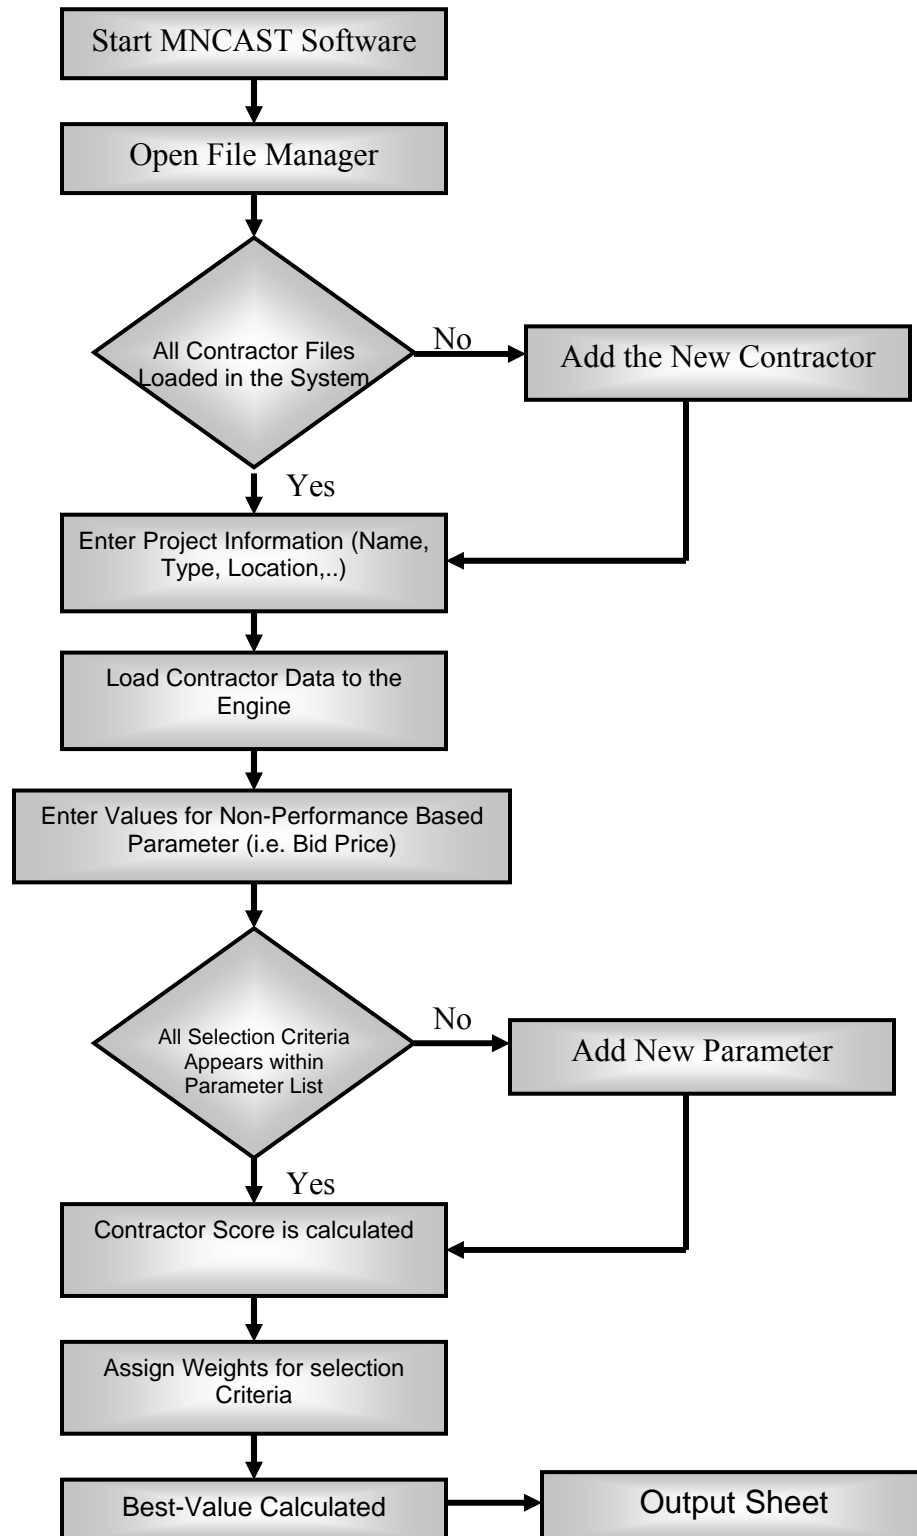 Start MNCAST Software
Open File Manager
All Contractor Files
Loaded in the System
No
Add the New Contractor
Yes
Enter Project Information (Name,
Type, Location,..)
Load Contractor Data to the
Engine
Enter Values for Non-Performance Based
Parameter (i.e. Bid Price)
All Selection Criteria
Appears within
Parameter List
No
Add New Parameter
Yes
Contractor Score is calculated
Assign Weights for selection
Criteria
Best-Value Calculated
Output Sheet